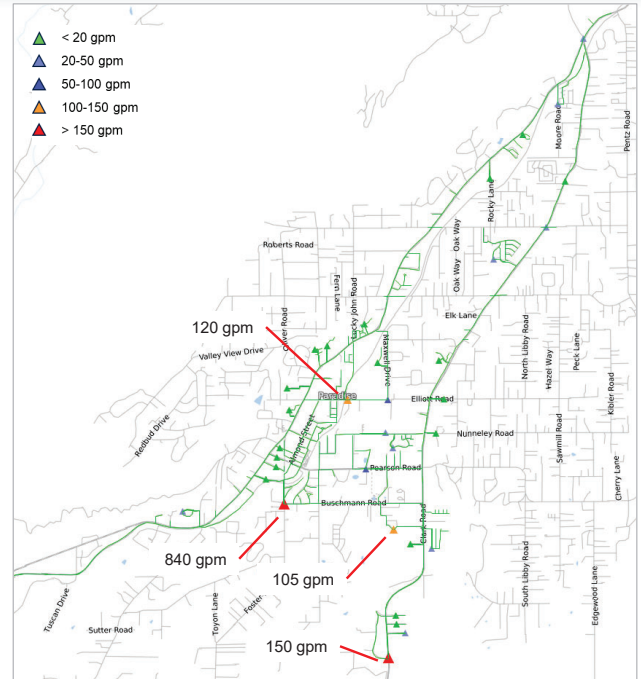 < 20 gpm
20-50 gpm
50-100 gpm
100-150 gpm
> 150 gpm
Moore Road
Pentz Road
Rocky Lane
Oak Way
Roberts Road
Oak Way
Fern Lane
Lucky John Road
Oliver Road
120 gpm
Elk Lane
Valley View Drive
Maxwell Drive
North Libby Road
Hazel Way
Peck Lane
Kibler Road
Paradise
Elliott Road
Redbud Drive
Almond Street
Nunneley Road
Sawmill Road
Pearson Road
Cherry Lane
Buschmann Road
Clark Road
840 gpm
105 gpm
South Libby Road
Edgewood Lane
Tuscan Drive
Toyon Lane
Foster
Sutter Road
150 gpm